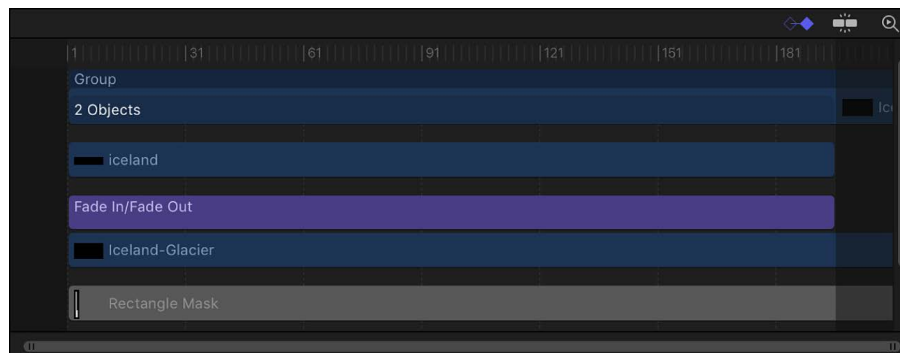 1 31 61 91 121 151 181
Group
2 Objects
iceland
Fade In/Fade Out
Iceland-Glacier
Rectangle Mask